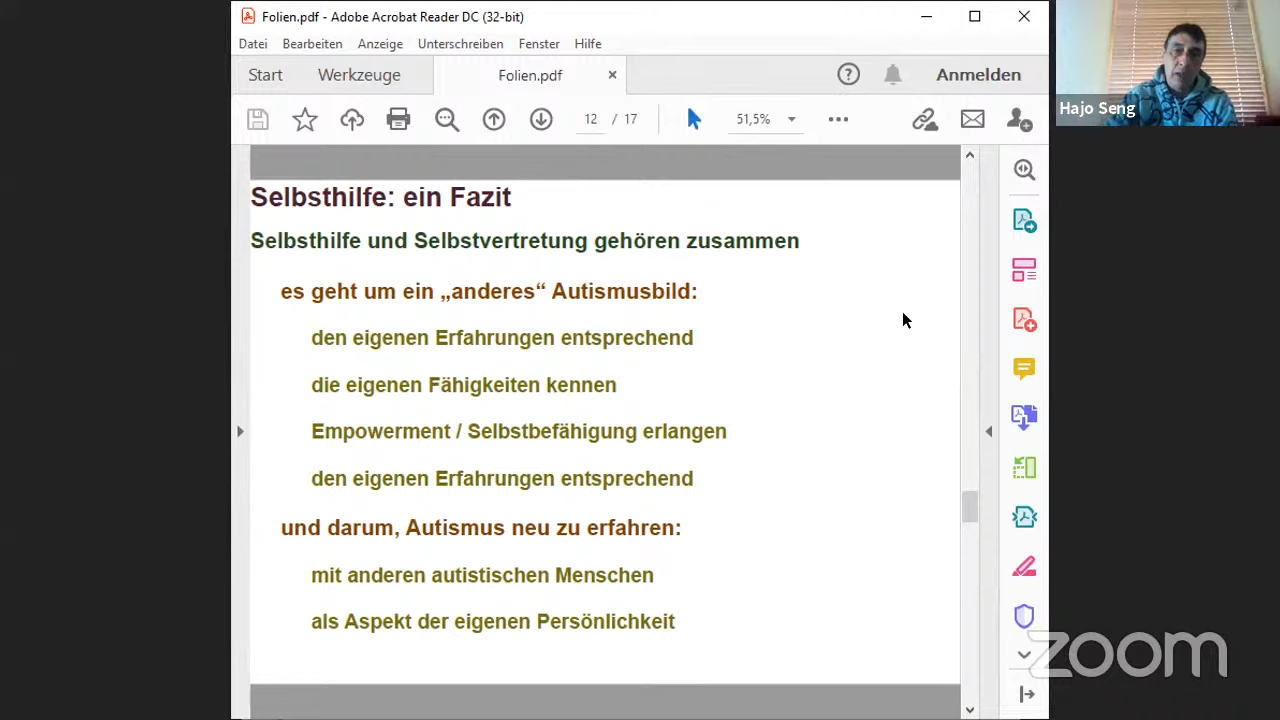 Folien.pdf - Adobe Acrobat Reader DC (32-bit)
Datei Bearbeiten Anzeige Unterschreiben Fenster Hilfe
Start Werkzeuge Folien.pdf Anmelden
12 / 17 51,5%
Hajo Seng
Selbsthilfe: ein Fazit
Selbsthilfe und Selbstvertretung gehören zusammen
es geht um ein „anderes“ Autismusbild:
den eigenen Erfahrungen entsprechend
die eigenen Fähigkeiten kennen
Empowerment / Selbstbefähigung erlangen
den eigenen Erfahrungen entsprechend
und darum, Autismus neu zu erfahren:
mit anderen autistischen Menschen
als Aspekt der eigenen Persönlichkeit
zoom